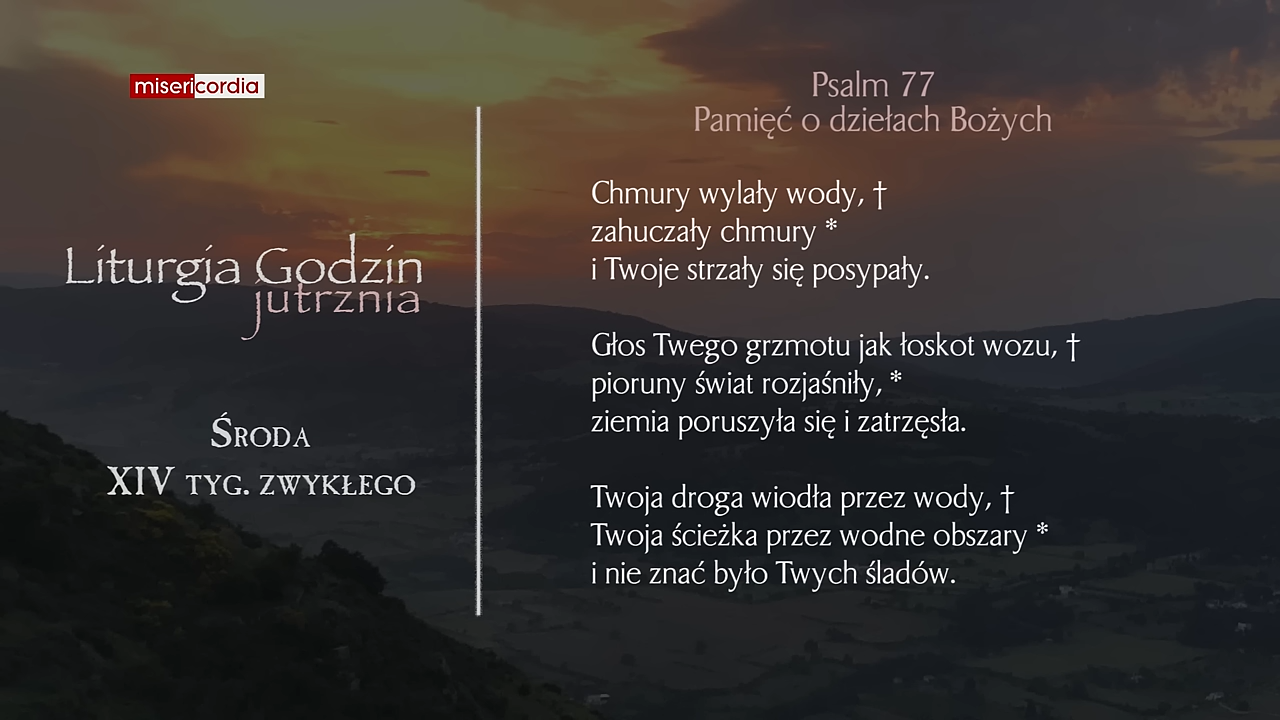 misericordia
Liturgia Godzin
jutrznia
Środa
XIV tyg. zwykłego
Psalm 77
Pamięć o dziełach Bożych
Chmury wylały wody, †
zahuczały chmury *
i Twoje strzały się posypały.
Głos Twego grzmotu jak łoskot wozu, †
pioruny świat rozjaśniły, *
ziemia poruszyła się i zatrzęsła.
Twoja droga wiodła przez wody, †
Twoja ścieżka przez wodne obszary *
i nie znać było Twych śladów.